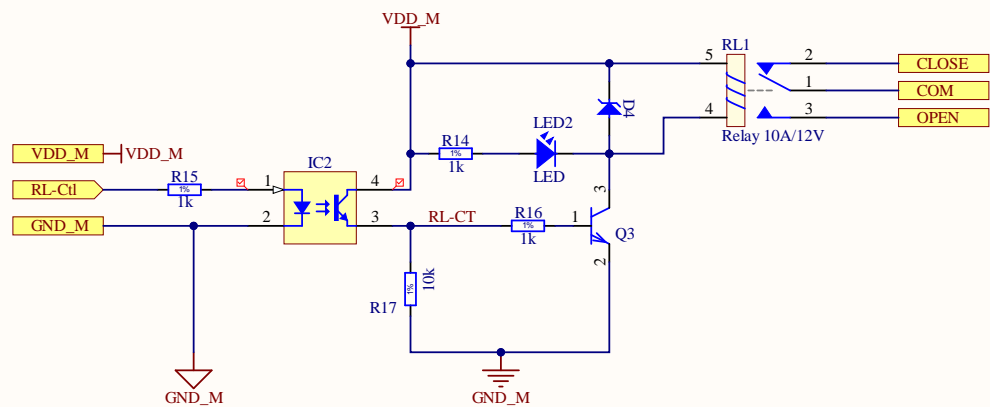 VDD_M
RL1
5
2
CLOSE
1
COM
4
3
OPEN
D4
Relay 10A/12V
LED2
R14
1%
1k
LED
VDD_M
VDD_M
IC2
RL-Ctl
R15
1%
1k
1
4
GND_M
2
3
RL-CT
R16
1%
1k
1
3
Q3
2
R17
1%
10k
GND_M
GND_M